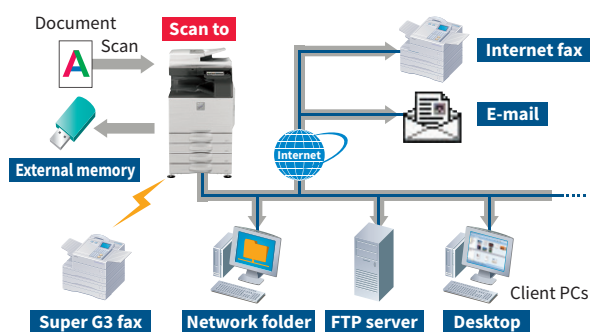 Document
Scan to
Scan
A
Internet fax
E-mail
Internet
External memory
Client PCs
Super G3 fax
Network folder
FTP server
Desktop